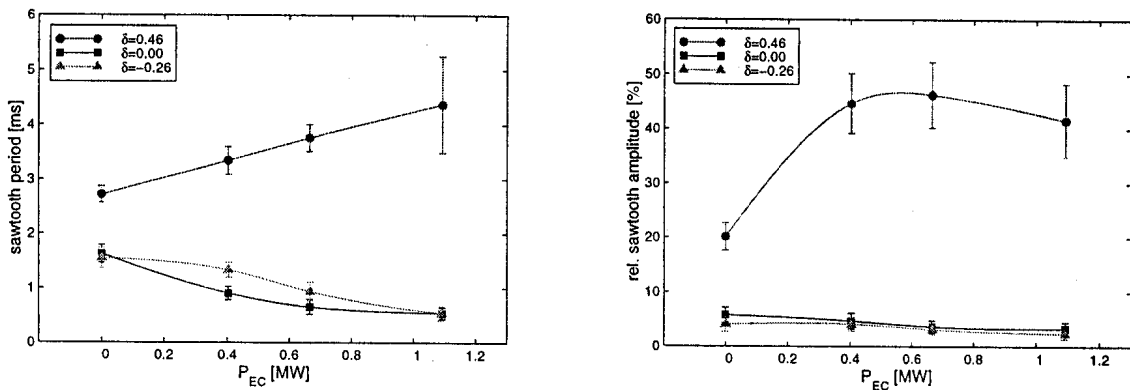 6
5
4
3
2
1
0
sawtooth period [ms]
δ=0.46
δ=0.00
δ=−0.26
0 0.2 0.4 0.6 0.8 1 1.2
P_EC [MW]
60
50
40
30
20
10
0
rel. sawtooth amplitude [%]
δ=0.46
δ=0.00
δ=−0.26
0 0.2 0.4 0.6 0.8 1 1.2
P_EC [MW]